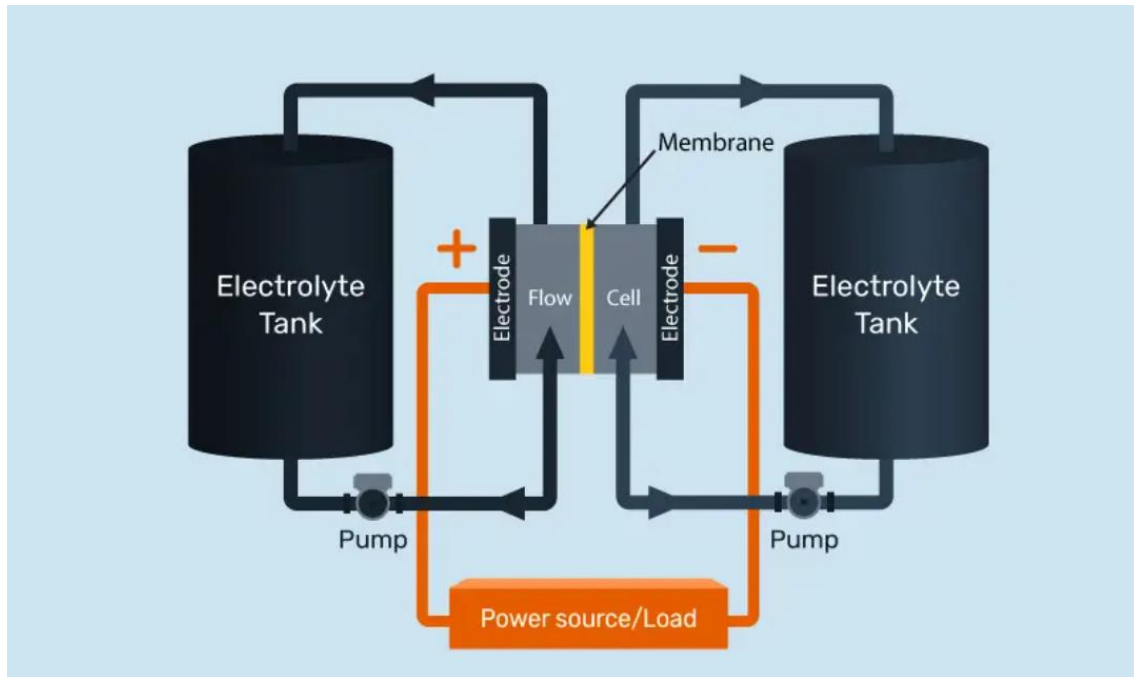 Membrane
+
−
Electrolyte
Tank
Electrode
Flow
Cell
Electrode
Electrolyte
Tank
Pump
Pump
Power source/Load